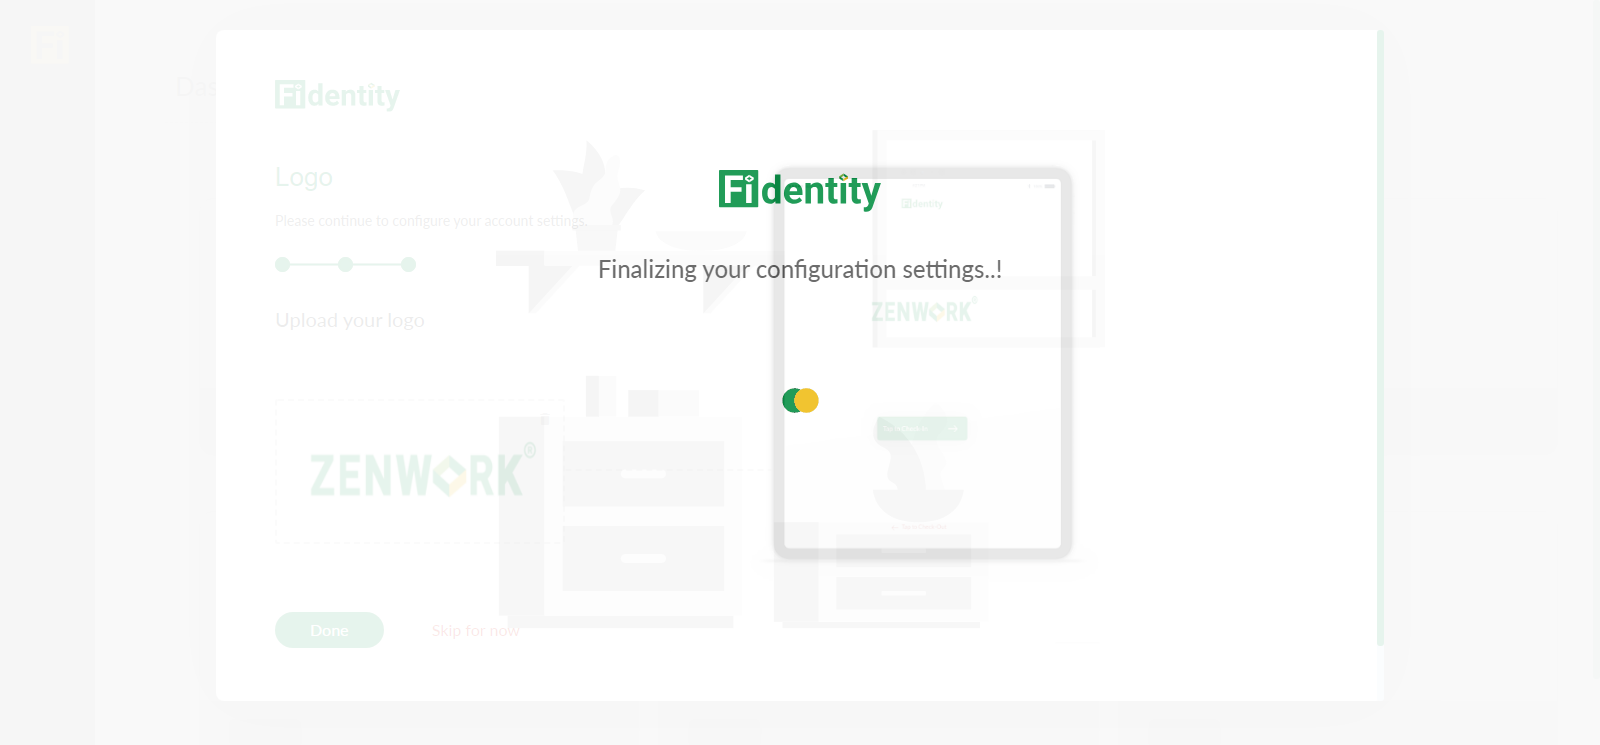 Das
Fidentity
Logo
Please continue to configure your account settings.
Upload your logo
ZENWORK®
Done
Skip for now
Fidentity
Finalizing your configuration settings..!
Fidentity
ZENWORK®